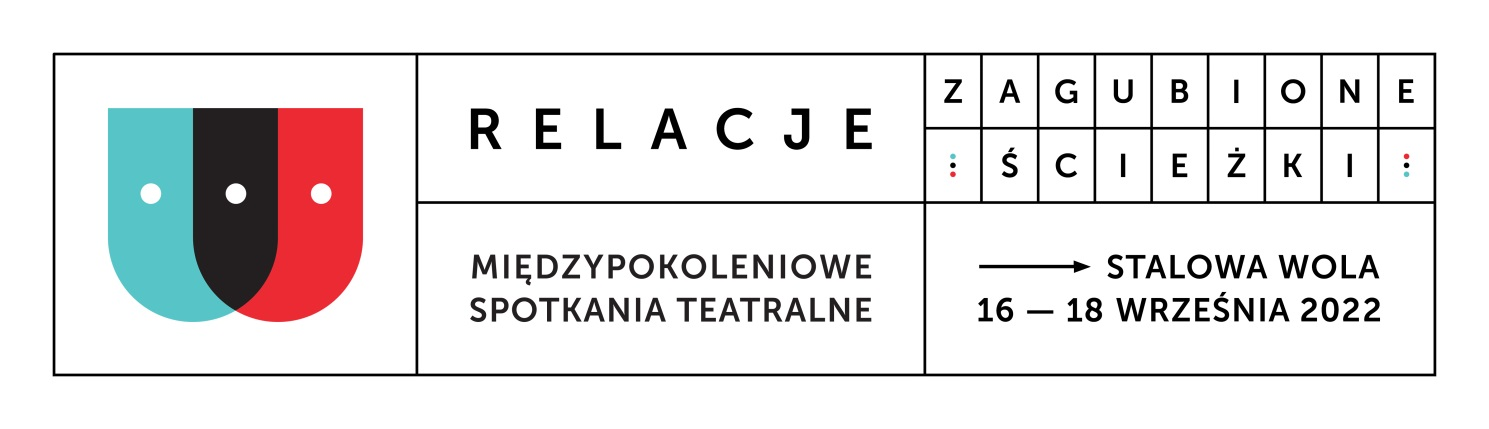 RELACJE
MIĘDZYPOKOLENIOWE
SPOTKANIA TEATRALNE
ZAGUBIONE
ŚCIEŻKI
STALOWA WOLA
16 — 18 WRZEŚNIA 2022